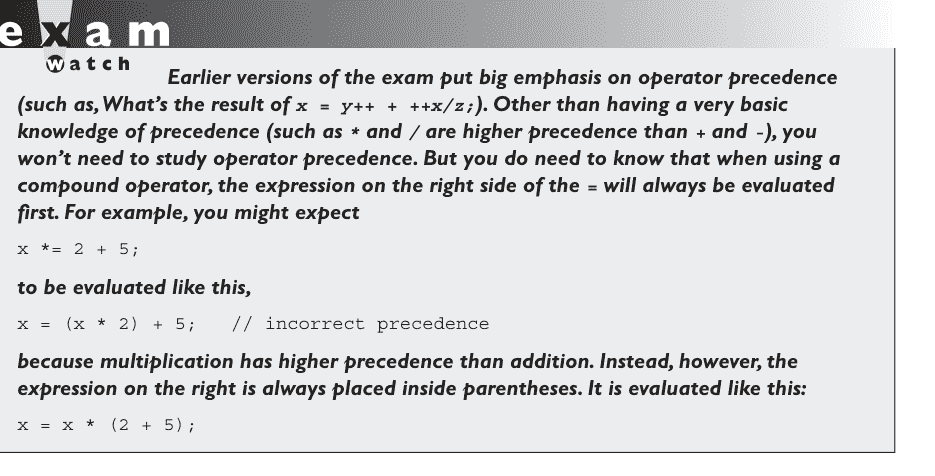 exam
watch
Earlier versions of the exam put big emphasis on operator precedence
(such as, What's the result of x = y++ + ++x/z;). Other than having a very basic
knowledge of precedence (such as * and / are higher precedence than + and -), you
won't need to study operator precedence. But you do need to know that when using a
compound operator, the expression on the right side of the = will always be evaluated
first. For example, you might expect
x *= 2 + 5;
to be evaluated like this,
x = (x * 2) + 5;   // incorrect precedence
because multiplication has higher precedence than addition. Instead, however, the
expression on the right is always placed inside parentheses. It is evaluated like this:
x = x * (2 + 5);